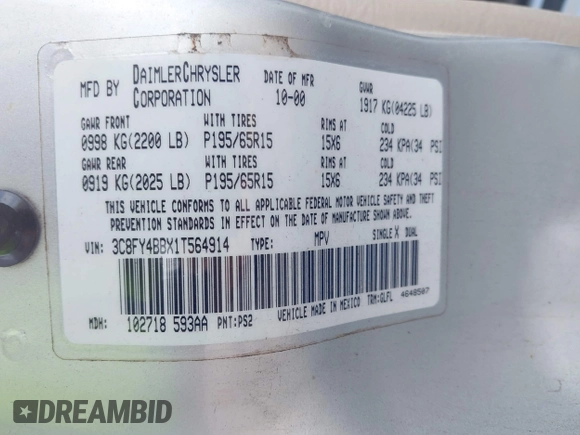 MFD BY DAIMLERCHRYSLER CORPORATION DATE OF MFR 10-00 GVWR 1917 KG(04225 LB)
GAWR FRONT WITH TIRES RIMS AT COLD
0998 KG(2200 LB) P195/65R15 15X6 234 KPA(34 PSI
GAWR REAR WITH TIRES RIMS AT COLD
0919 KG(2025 LB) P195/65R15 15X6 234 KPA(34 PSI
THIS VEHICLE CONFORMS TO ALL APPLICABLE FEDERAL MOTOR VEHICLE SAFETY AND THEFT
PREVENTION STANDARDS IN EFFECT ON THE DATE OF MANUFACTURE SHOWN ABOVE.
VIN: 3C8FY4BBX1T564914 TYPE: MPV SINGLE X DUAL
VEHICLE MADE IN MEXICO TRM:GLFL 4648507
MDH: 102718 593AA PNT:PS2
DREAMBID